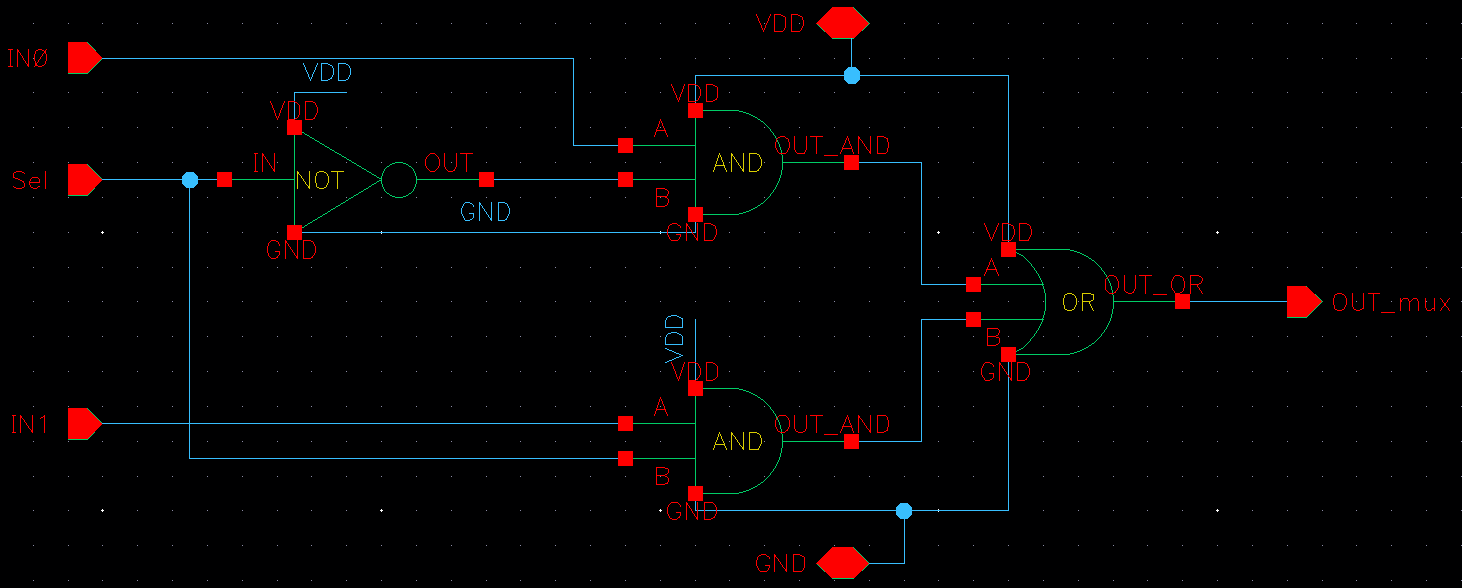 VDD
IN0
VDD
VDD
VDD
A
OUT_AND
IN
OUT
AND
Sel
NOT
B
GND
GND
GND
VDD
A
OUT_OR
OR
OUT_mux
B
VDD
GND
VDD
A
IN1
OUT_AND
AND
B
GND
GND